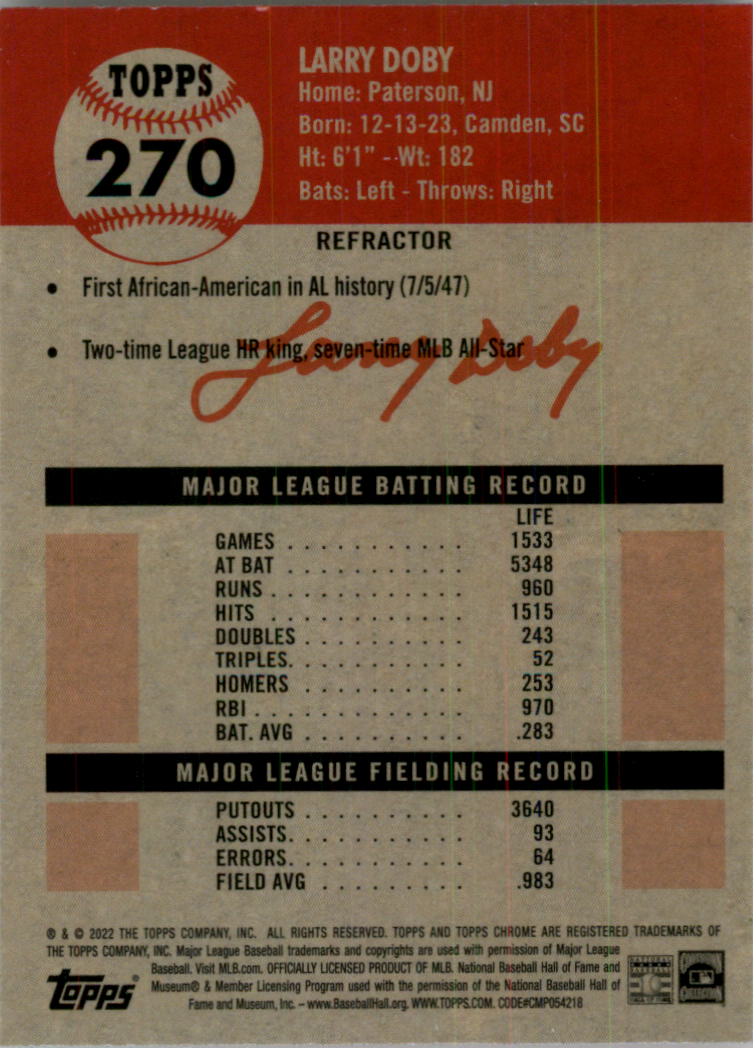 TOPPS
270
LARRY DOBY
Home: Paterson, NJ
Born: 12-13-23, Camden, SC
Ht: 6'1" - Wt: 182
Bats: Left - Throws: Right
REFRACTOR
• First African-American in AL history (7/5/47)
• Two-time League HR king, seven-time MLB All-Star
Larry Doby
MAJOR LEAGUE BATTING RECORD
LIFE
GAMES . . . . . . . . . . . 1533
AT BAT . . . . . . . . . . . 5348
RUNS . . . . . . . . . . . . 960
HITS . . . . . . . . . . . . 1515
DOUBLES . . . . . . . . . . 243
TRIPLES. . . . . . . . . . . 52
HOMERS . . . . . . . . . . 253
RBI . . . . . . . . . . . . . 970
BAT. AVG . . . . . . . . . . .283
MAJOR LEAGUE FIELDING RECORD
PUTOUTS . . . . . . . . . . 3640
ASSISTS. . . . . . . . . . . 93
ERRORS. . . . . . . . . . . 64
FIELD AVG . . . . . . . . . .983
® & © 2022 THE TOPPS COMPANY, INC. ALL RIGHTS RESERVED. TOPPS AND TOPPS CHROME ARE REGISTERED TRADEMARKS OF
THE TOPPS COMPANY, INC. Major League Baseball trademarks and copyrights are used with permission of Major League
Baseball. Visit MLB.com. OFFICIALLY LICENSED PRODUCT OF MLB. National Baseball Hall of Fame and
Museum® & Member Licensing Program used with the permission of the National Baseball Hall of
Fame and Museum, Inc. – www.BaseballHall.org. WWW.TOPPS.COM. CODE#CMP054218
topps®